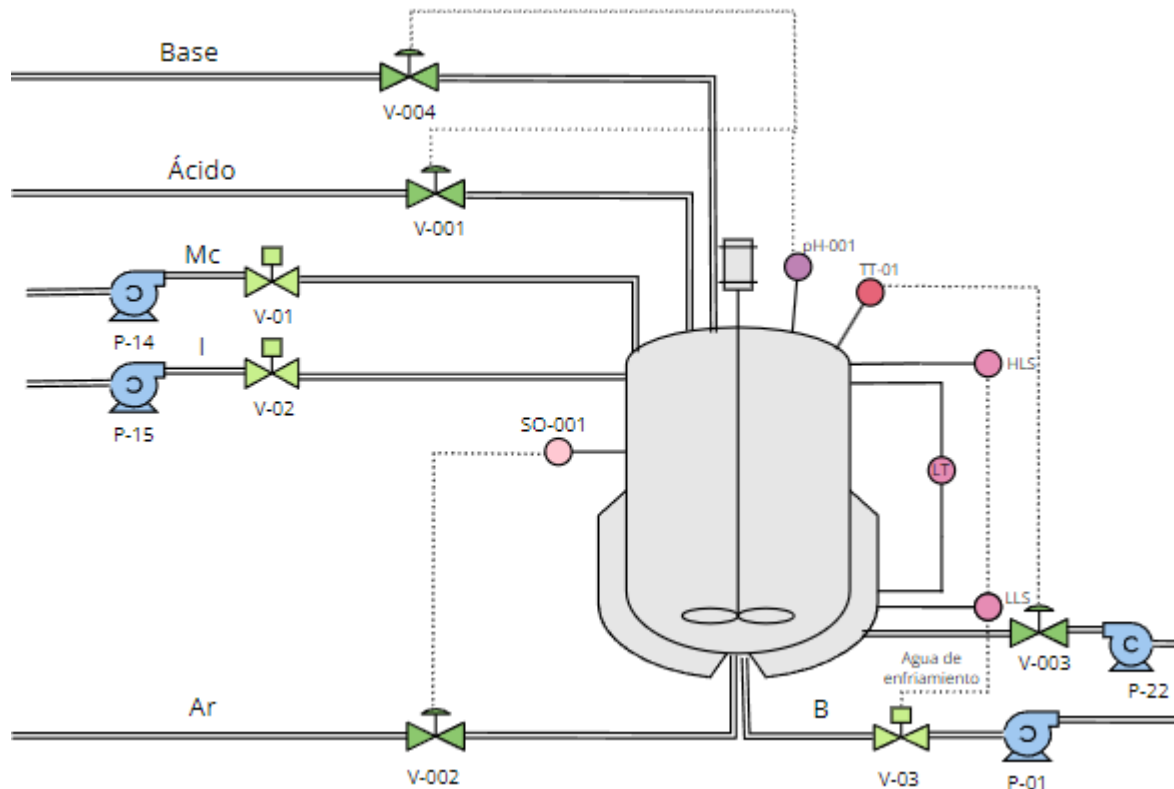 Base
V-004
Ácido
V-001
Mc
pH-001
TT-01
V-01
P-14
I
HLS
V-02
P-15
SO-001
LT
LLS
Agua de
enfriamiento
V-003
P-22
Ar
B
V-002
V-03
P-01